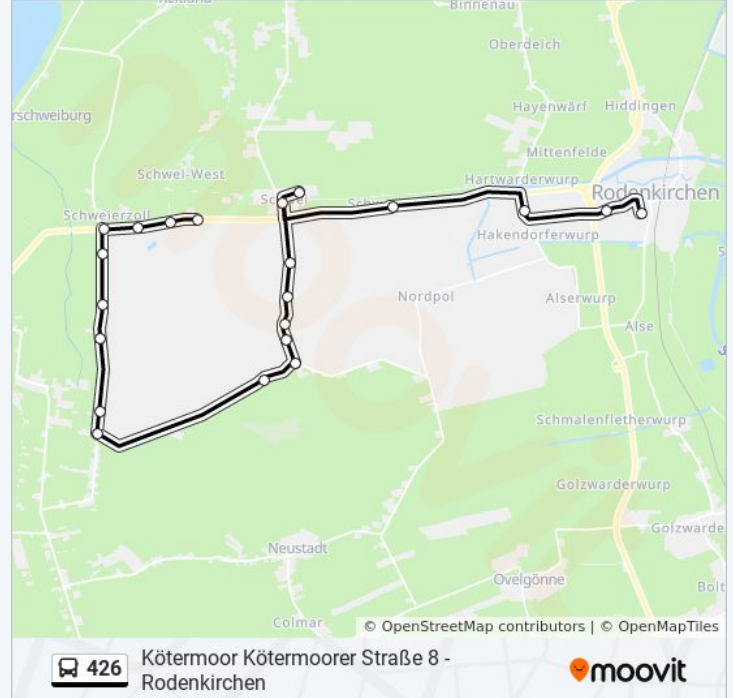 Binnenau
Oberdeich
Hayenwärf
Hiddingen
Mittenfelde
Schwei-West
Hartwarderwurp
Rodenkirchen
Schweierzoll
Hakendorferwurp
Nordpol
Alserwurp
Alse
Schmalenfletherwurp
Golzwarderwurp
Golzwarde
Neustadt
Ovelgönne
Boit
Colmar
© OpenStreetMap contributors | © OpenMapTiles
426
Kötermoor Kötermoorer Straße 8 -
Rodenkirchen
moovit